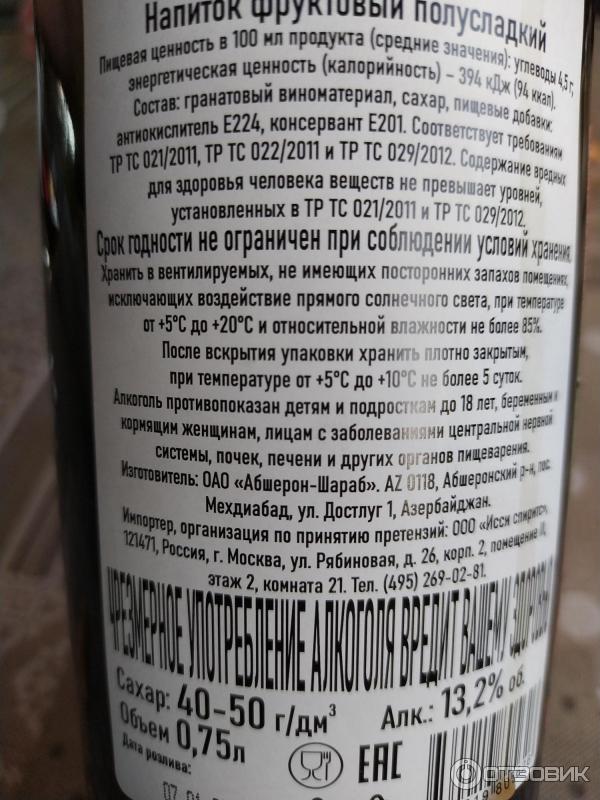 Напиток фруктовый полусладкий
Пищевая ценность в 100 мл продукта (средние значения): углеводы 4,5 г,
энергетическая ценность (калорийность) – 394 кДж (94 ккал).
Состав: гранатовый виноматериал, сахар, пищевые добавки:
антиокислитель Е224, консервант Е201. Соответствует требованиям
ТР ТС 021/2011, ТР ТС 022/2011 и ТР ТС 029/2012. Содержание вредных
для здоровья человека веществ не превышает уровней,
установленных в ТР ТС 021/2011 и ТР ТС 029/2012.
Срок годности не ограничен при соблюдении условий хранения.
Хранить в вентилируемых, не имеющих посторонних запахов помещениях,
исключающих воздействие прямого солнечного света, при температуре
от +5°С до +20°С и относительной влажности не более 85%.
После вскрытия упаковки хранить плотно закрытым,
при температуре от +5°С до +10°С не более 5 суток.
Алкоголь противопоказан детям и подросткам до 18 лет, беременным и
кормящим женщинам, лицам с заболеваниями центральной нервной
системы, почек, печени и других органов пищеварения.
Изготовитель: ОАО «Абшерон-Шараб». AZ 0118, Абшеронский р-н, пос.
Мехдиабад, ул. Достлуг 1, Азербайджан.
Импортер, организация по принятию претензий: ООО «Исси спиритс»,
121471, Россия, г. Москва, ул. Рябиновая, д. 26, корп. 2, помещение III,
этаж 2, комната 21. Тел. (495) 269-02-81.
ЧРЕЗМЕРНОЕ УПОТРЕБЛЕНИЕ АЛКОГОЛЯ ВРЕДИТ ВАШЕМУ ЗДОРОВЬЮ
Сахар: 40-50 г/дм³ Алк.: 13,2% об.
Объем 0,75л
Дата розлива:
EAC
ОТЗОВИК